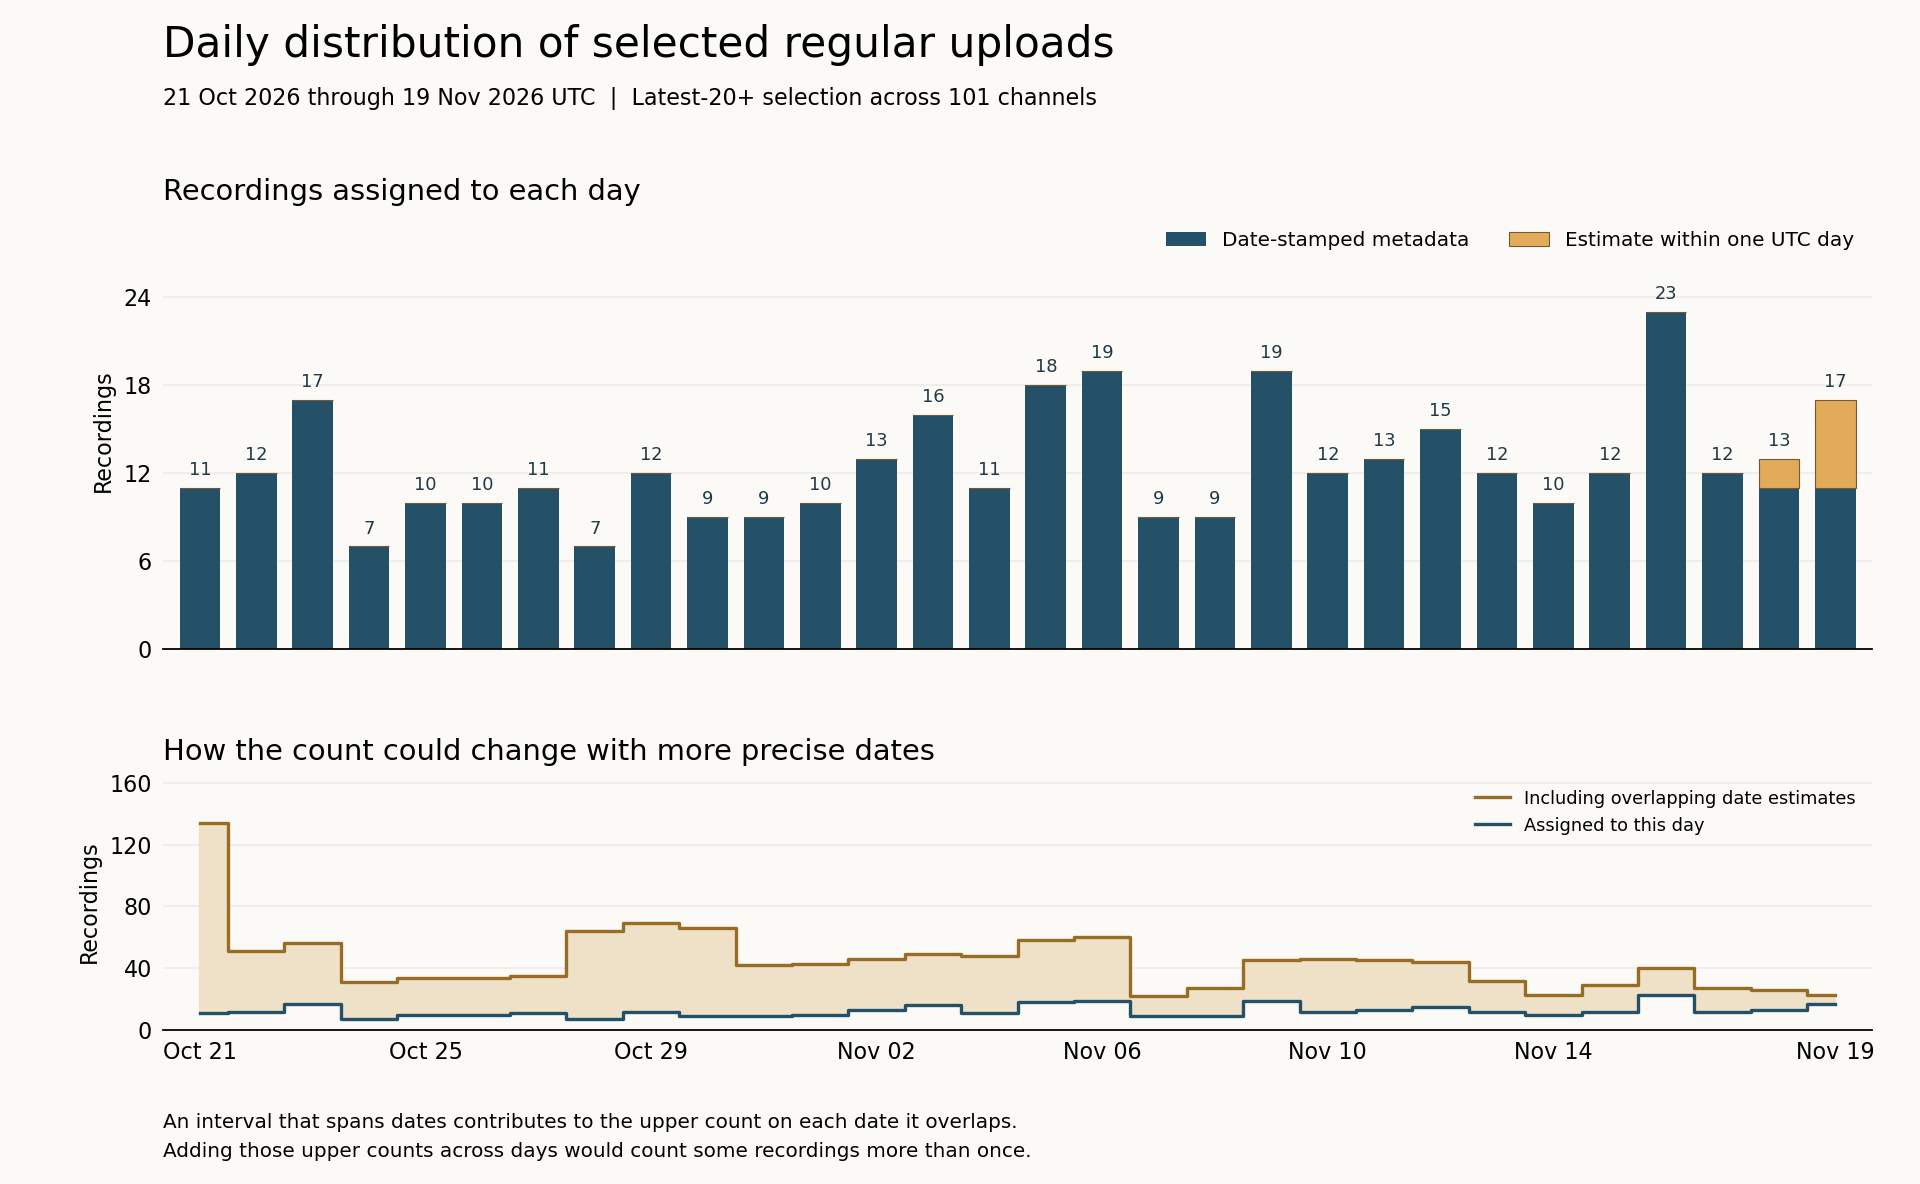 Daily distribution of selected regular uploads
21 Oct 2026 through 19 Nov 2026 UTC | Latest-20+ selection across 101 channels
Recordings assigned to each day
Date-stamped metadata Estimate within one UTC day
Recordings
24
18
12
6
0
11 12 17 7 10 10 11 7 12 9 9 10 13 16 11 18 19 9 9 19 12 13 15 12 10 12 23 12 13 17
How the count could change with more precise dates
Including overlapping date estimates
Assigned to this day
Recordings
160
120
80
40
0
Oct 21 Oct 25 Oct 29 Nov 02 Nov 06 Nov 10 Nov 14 Nov 19
An interval that spans dates contributes to the upper count on each date it overlaps.
Adding those upper counts across days would count some recordings more than once.